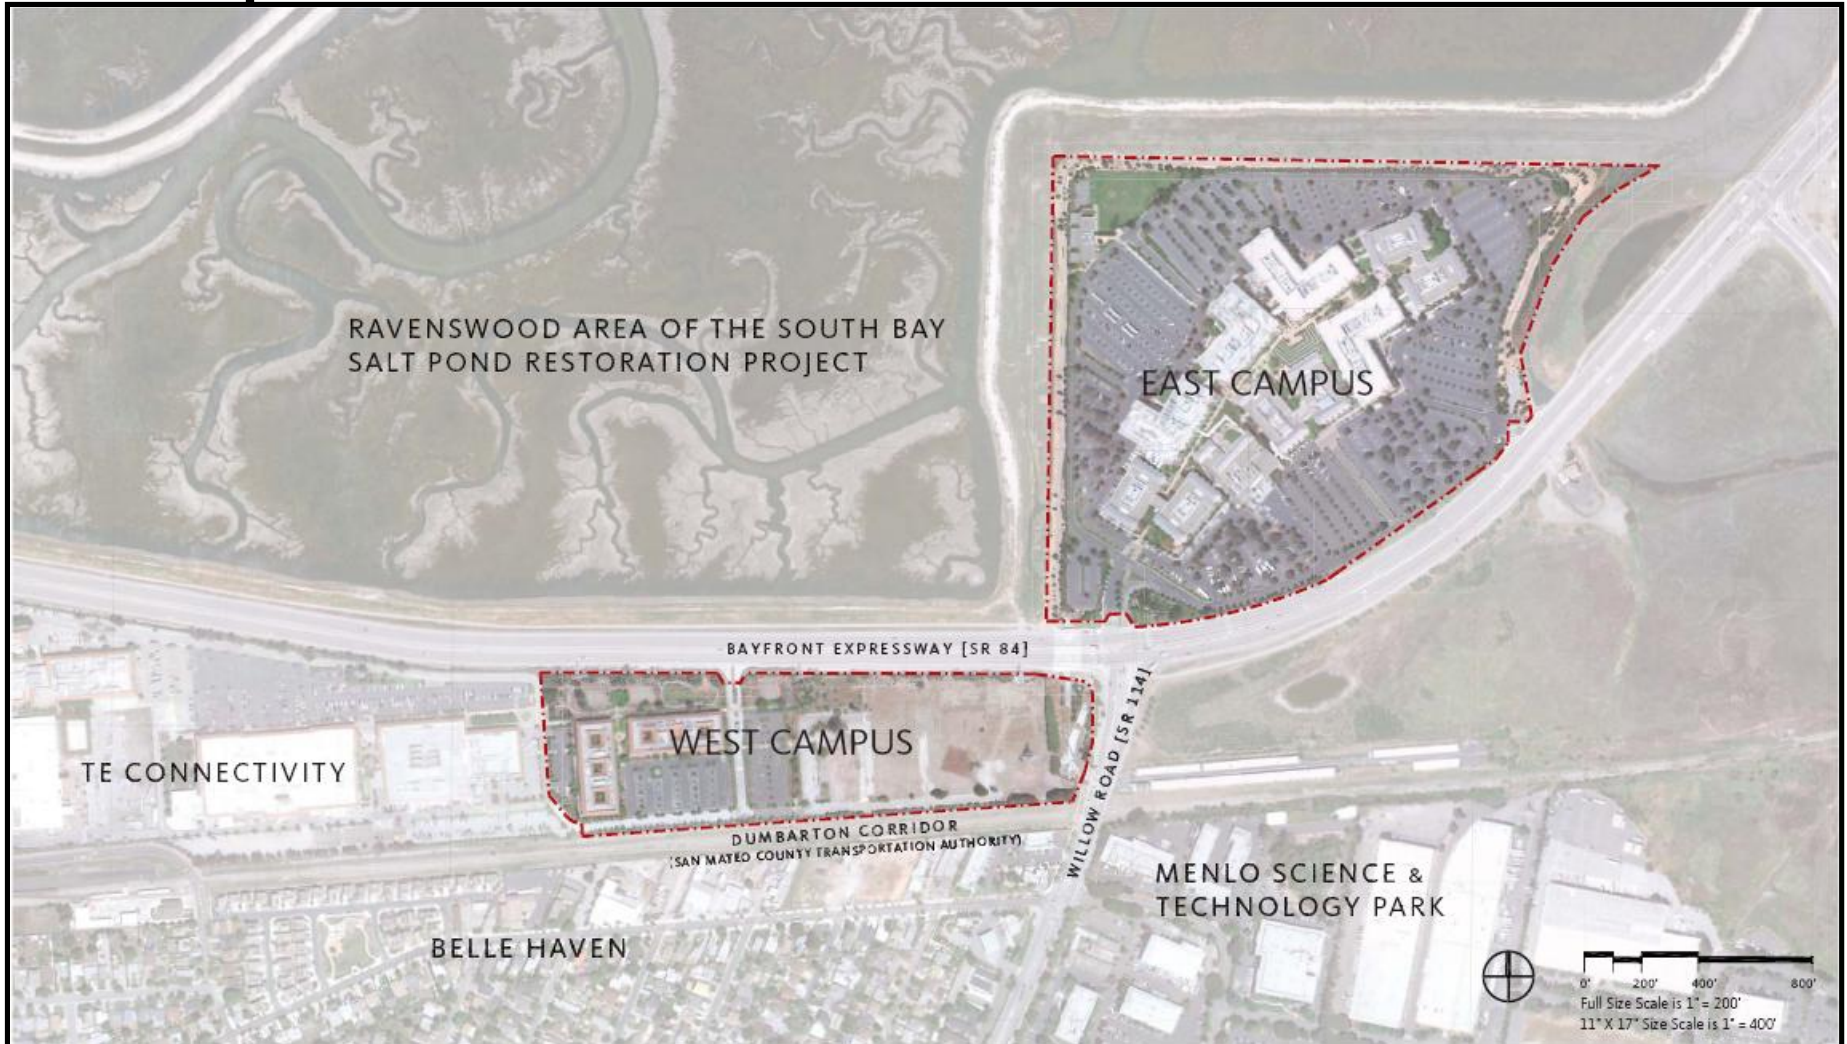 RAVENSWOOD AREA OF THE SOUTH BAY
SALT POND RESTORATION PROJECT
EAST CAMPUS
BAYFRONT EXPRESSWAY [SR 84]
WILLOW ROAD [SR 114]
WEST CAMPUS
TE CONNECTIVITY
DUMBARTON CORRIDOR
(SAN MATEO COUNTY TRANSPORTATION AUTHORITY)
MENLO SCIENCE &
TECHNOLOGY PARK
BELLE HAVEN
0' 200' 400' 800'
Full Size Scale is 1" = 200'
11" X 17" Size Scale is 1" = 400'